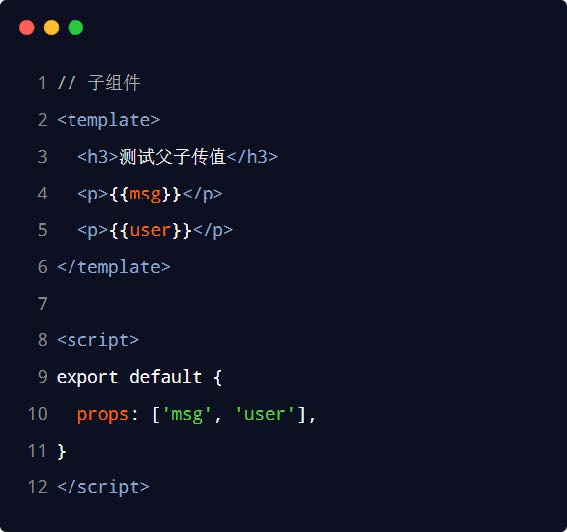 1 // 子组件
2 <template>
3   <h3>测试父子传值</h3>
4   <p>{{msg}}</p>
5   <p>{{user}}</p>
6 </template>
7
8 <script>
9 export default {
10   props: ['msg', 'user'],
11 }
12 </script>